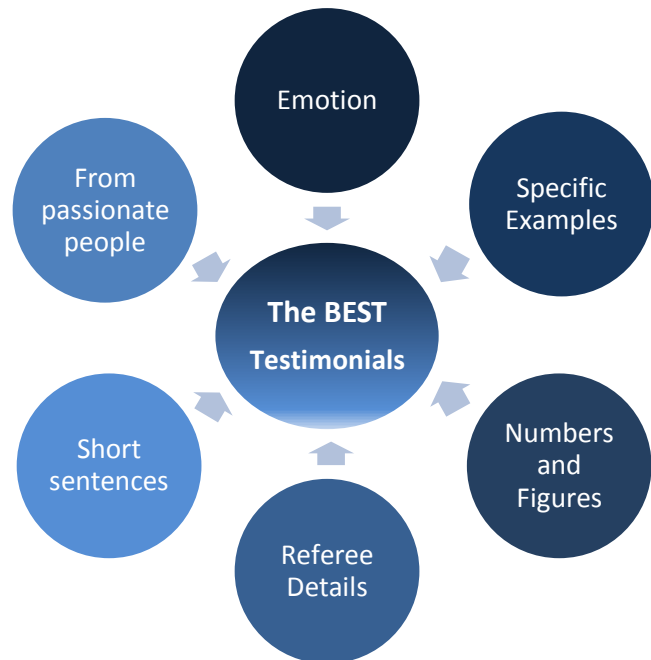 Emotion
Specific
Examples
Numbers
and
Figures
Referee
Details
Short
sentences
From
passionate
people
The BEST
Testimonials